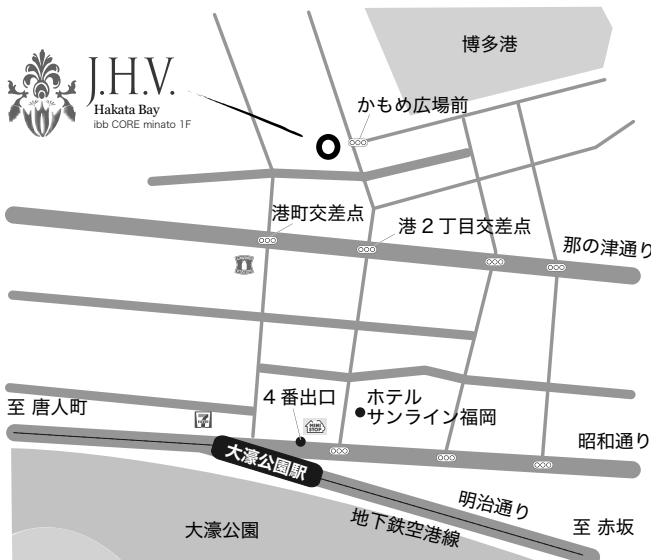 博多港
J.H.V.
Hakata Bay
ibb CORE minato 1F
かもめ広場前
港町交差点
港２丁目交差点
那の津通り
至 唐人町
7
４番出口
MINI
STOP
ホテル
サンライン福岡
昭和通り
大濠公園駅
明治通り
地下鉄空港線
至 赤坂
大濠公園